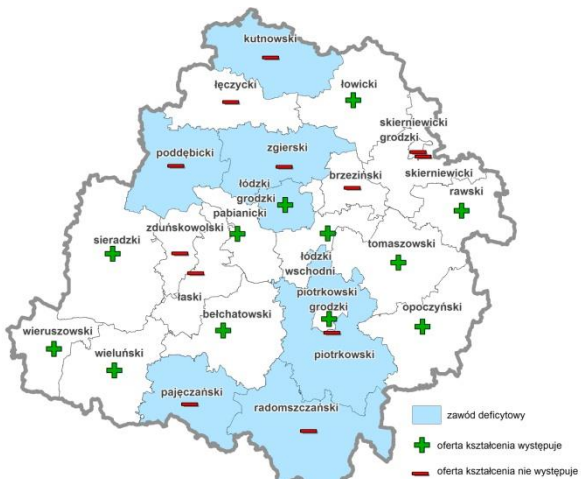 kutnowski
łęczycki
łowicki
skierniewicki
grodzki
poddębicki
zgierski
brzeziński
skierniewicki
rawski
łódzki
grodzki
pabianicki
zduńskowolski
sieradzki
tomaszowski
łódzki
wschodni
łaski
piotrkowski
grodzki
opoczyński
bełchatowski
wieruszowski
wieluński
piotrkowski
pajęczański
radomszczański
zawód deficytowy
oferta kształcenia występuje
oferta kształcenia nie występuje